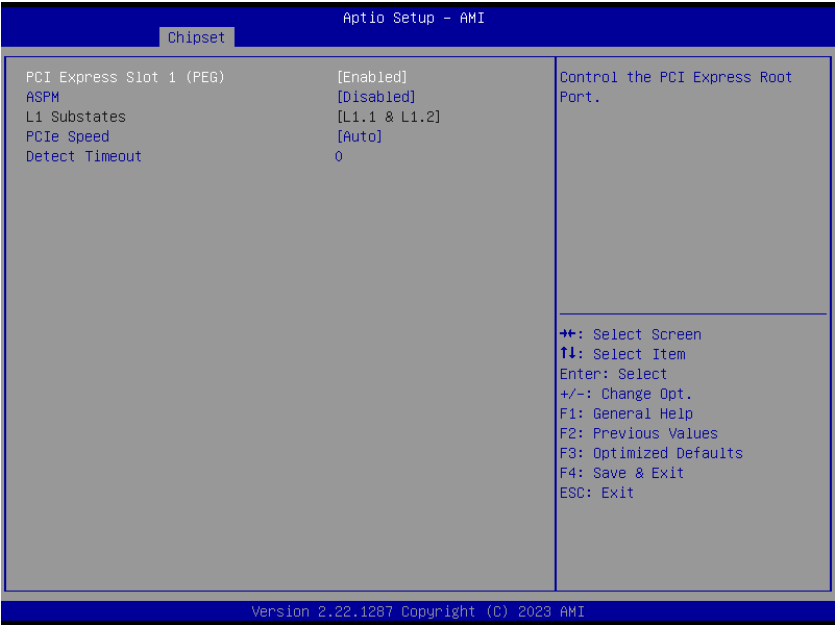 Aptio Setup – AMI
Chipset
PCI Express Slot 1 (PEG) [Enabled]
ASPM [Disabled]
L1 Substates [L1.1 & L1.2]
PCIe Speed [Auto]
Detect Timeout 0
Control the PCI Express Root
Port.
→←: Select Screen
↑↓: Select Item
Enter: Select
+/-: Change Opt.
F1: General Help
F2: Previous Values
F3: Optimized Defaults
F4: Save & Exit
ESC: Exit
Version 2.22.1287 Copyright (C) 2023 AMI